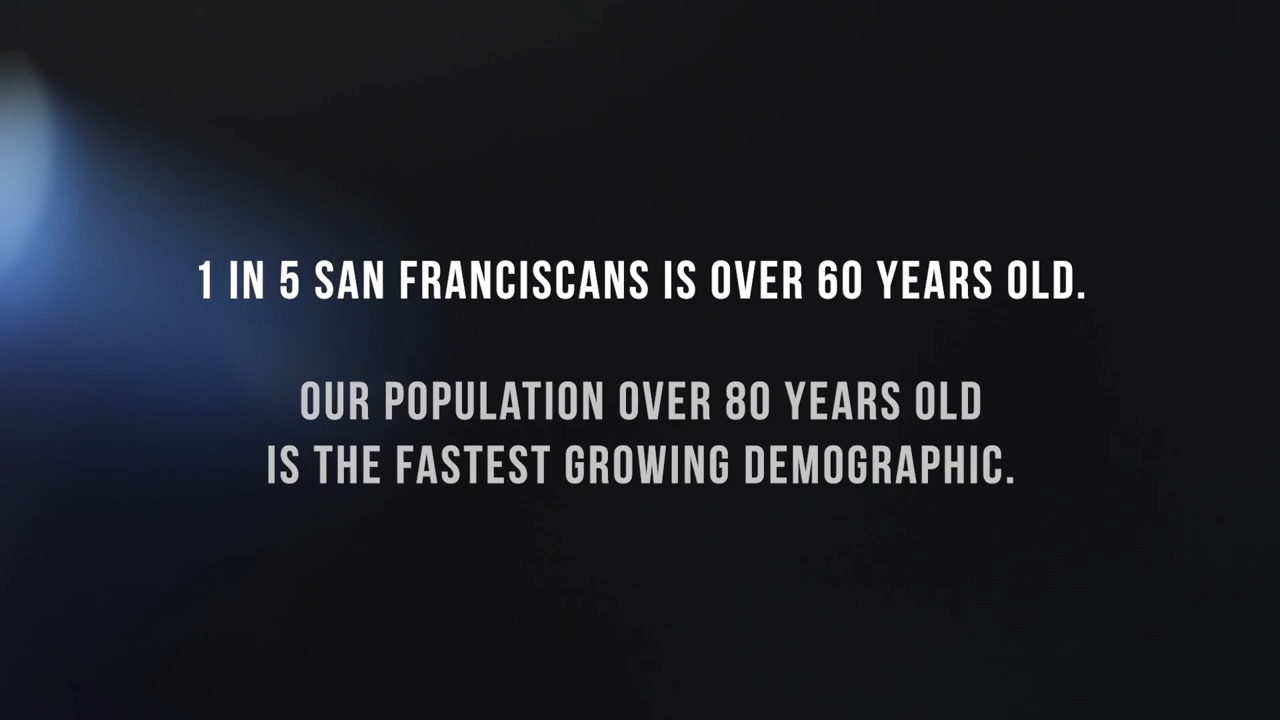 1 IN 5 SAN FRANCISCANS IS OVER 60 YEARS OLD.
OUR POPULATION OVER 80 YEARS OLD
IS THE FASTEST GROWING DEMOGRAPHIC.